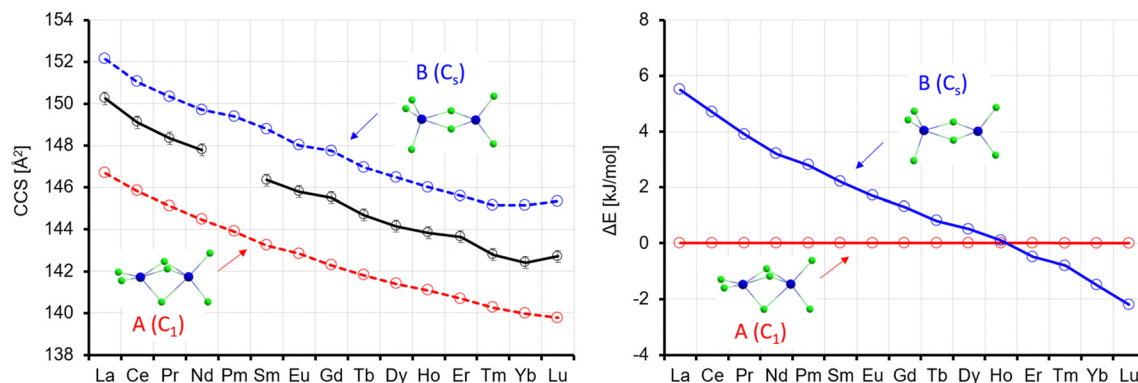 154
152
150
148
146
144
142
140
138
CCS [Å²]
B (Cₛ)
A (C₁)
La Ce Pr Nd Pm Sm Eu Gd Tb Dy Ho Er Tm Yb Lu
8
6
4
2
0
-2
-4
ΔE [kJ/mol]
B (Cₛ)
A (C₁)
La Ce Pr Nd Pm Sm Eu Gd Tb Dy Ho Er Tm Yb Lu